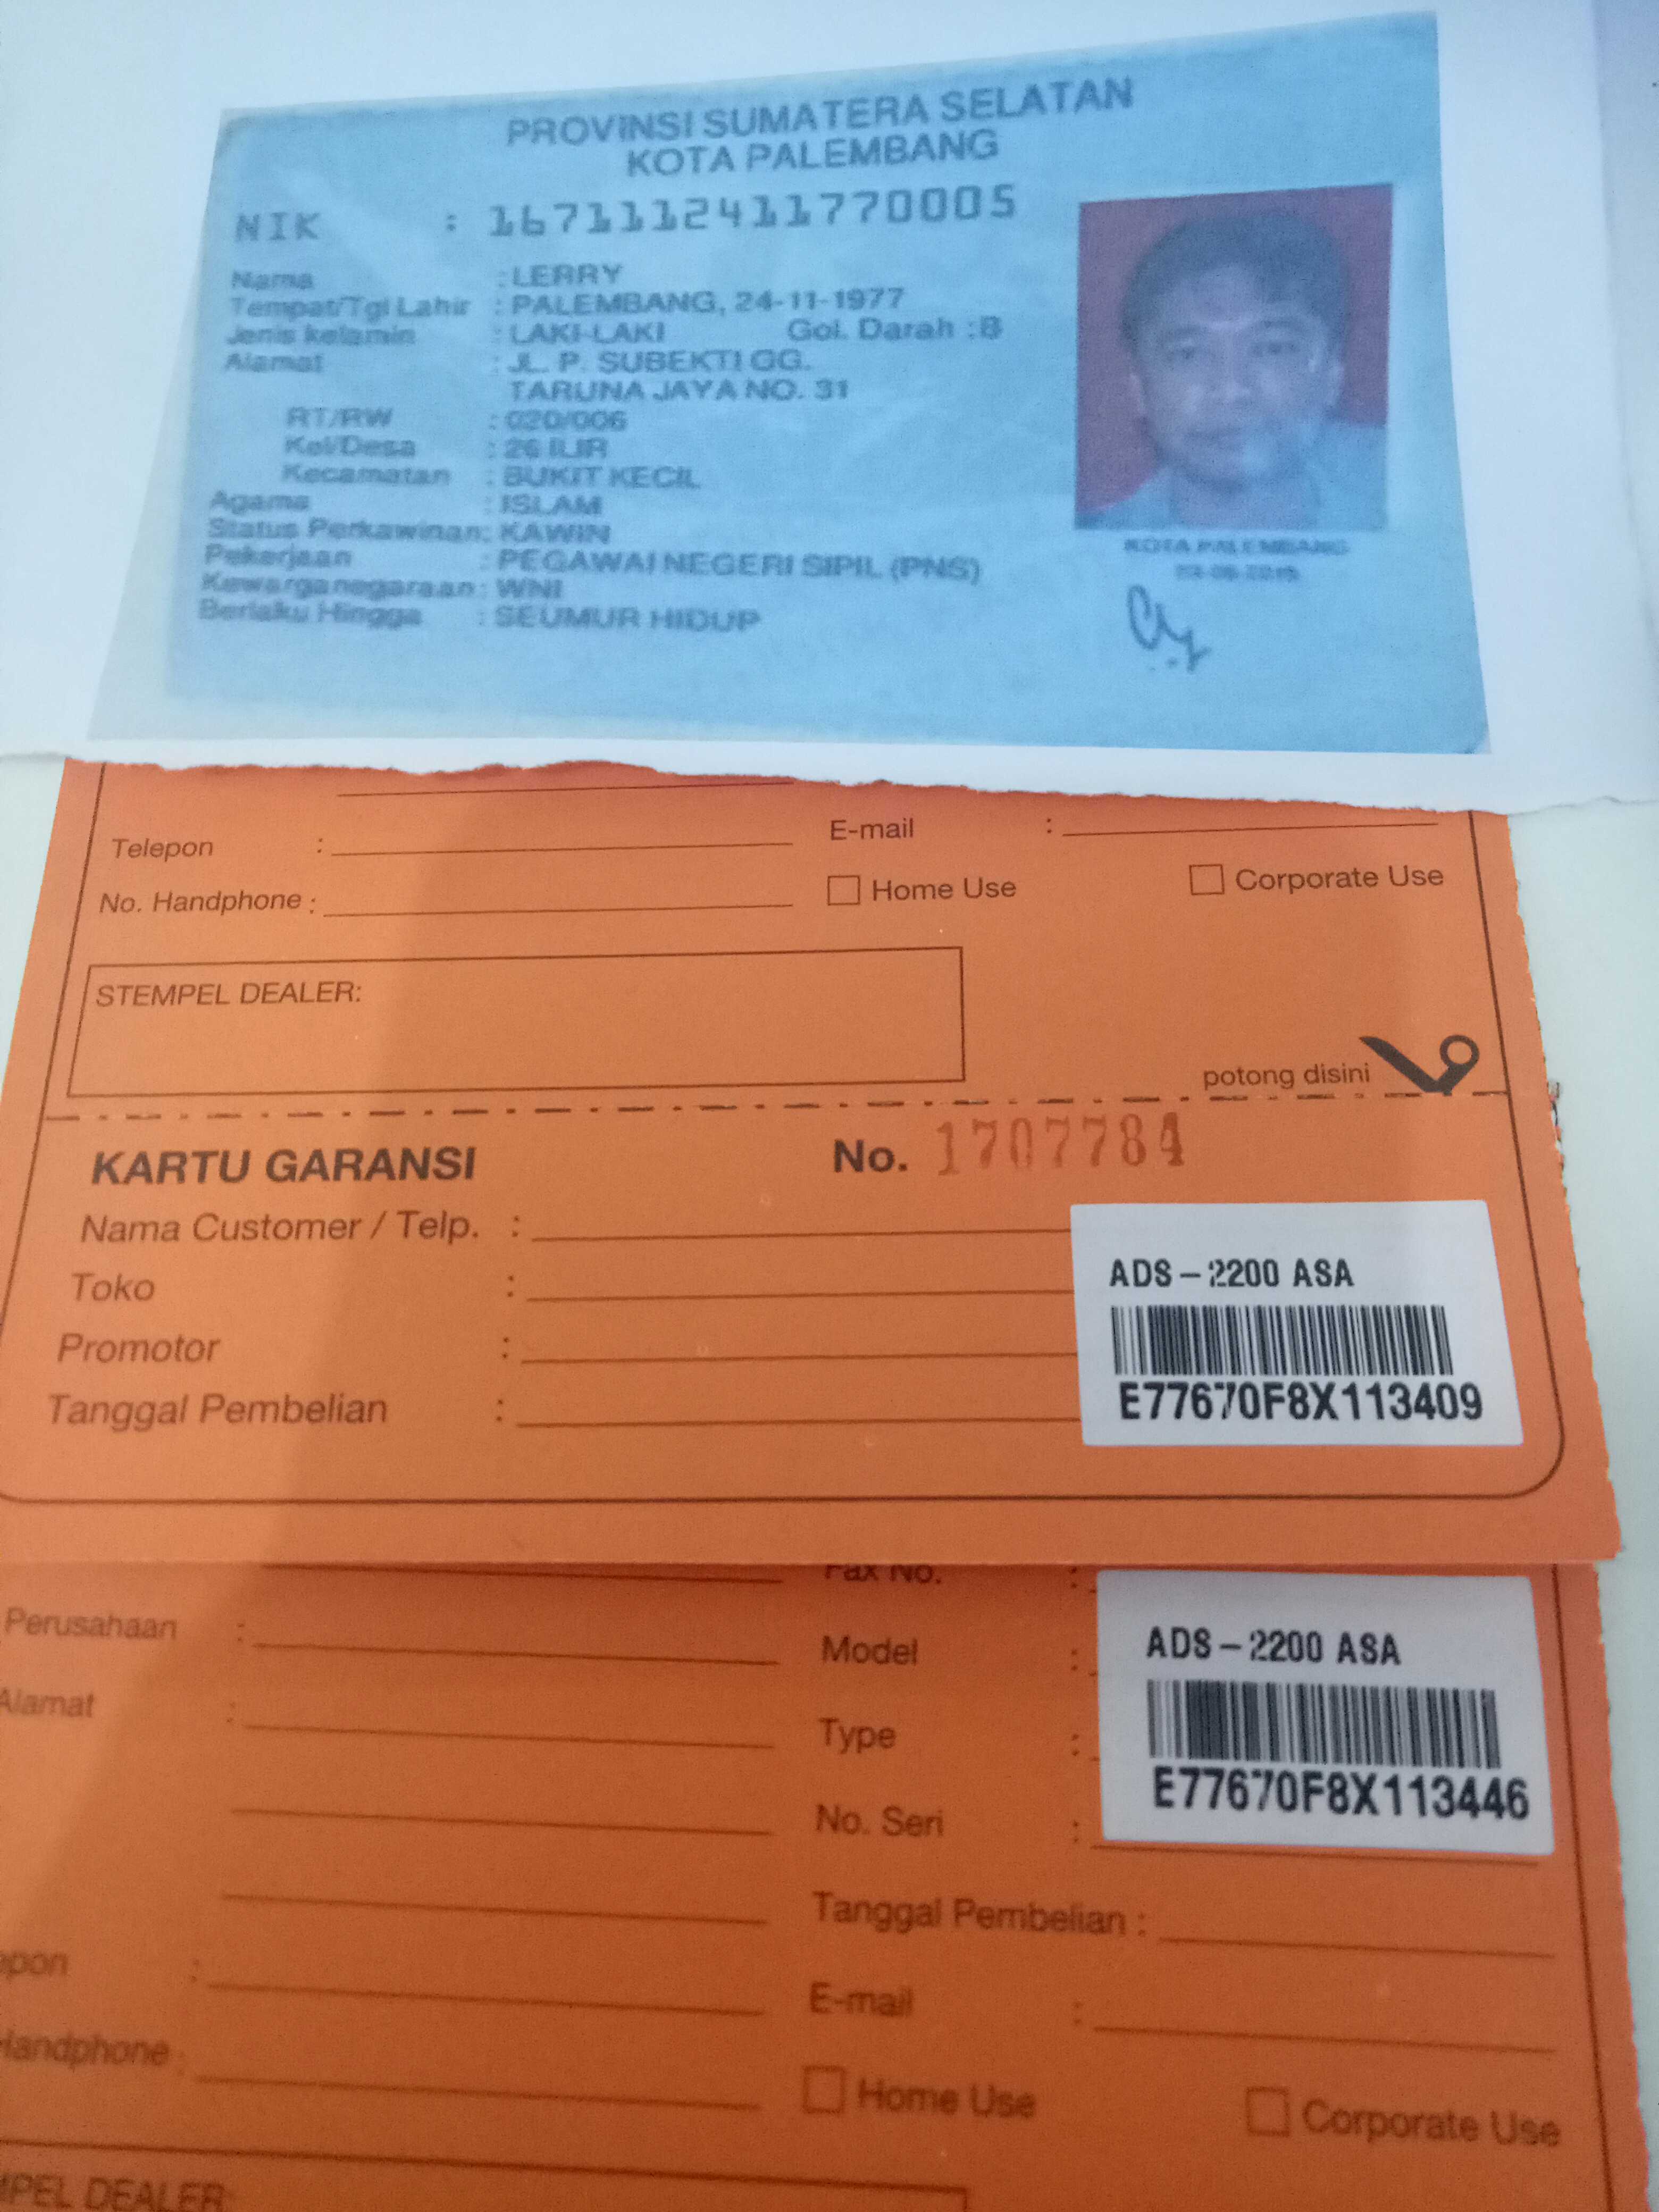 PROVINSI SUMATERA SELATAN
KOTA PALEMBANG
NIK : 1671112411770005
Nama : LERRY
Tempat/Tgl Lahir : PALEMBANG, 24-11-1977
Jenis kelamin : LAKI-LAKI Gol. Darah : B
Alamat : JL. P. SUBEKTI GG.
TARUNA JAYA NO. 31
RT/RW : 020/006
Kel/Desa : 26 ILIR
Kecamatan : BUKIT KECIL
Agama : ISLAM
Status Perkawinan: KAWIN
Pekerjaan : PEGAWAI NEGERI SIPIL (PNS)
Kewarganegaraan: WNI
Berlaku Hingga : SEUMUR HIDUP
KOTA PALEMBANG
Telepon : E-mail :
No. Handphone : Home Use Corporate Use
STEMPEL DEALER:
potong disini
KARTU GARANSI No. 1707784
Nama Customer / Telp. :
Toko :
Promotor :
Tanggal Pembelian :
ADS-2200 ASA
E77670F8X113409
Fax No. :
Perusahaan : Model :
Alamat : Type :
No. Seri :
ADS-2200 ASA
E77670F8X113446
Tanggal Pembelian :
epon : E-mail :
Handphone : Home Use Corporate Use
MPEL DEALER: